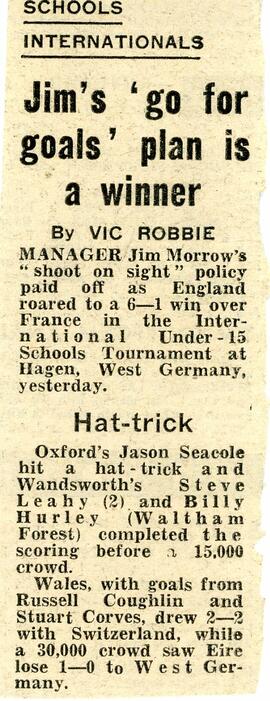 SCHOOLS
INTERNATIONALS
Jim's 'go for
goals' plan is
a winner
By VIC ROBBIE
MANAGER Jim Morrow's
"shoot on sight" policy
paid off as England
roared to a 6—1 win over
France in the Inter-
national Under-15
Schools Tournament at
Hagen, West Germany,
yesterday.
Hat-trick
Oxford's Jason Seacole
hit a hat-trick and
Wandsworth's Steve
Leahy (2) and Billy
Hurley (Waltham
Forest) completed the
scoring before a 15,000
crowd.
Wales, with goals from
Russell Coughlin and
Stuart Corves, drew 2—2
with Switzerland, while
a 30,000 crowd saw Eire
lose 1—0 to West Ger-
many.